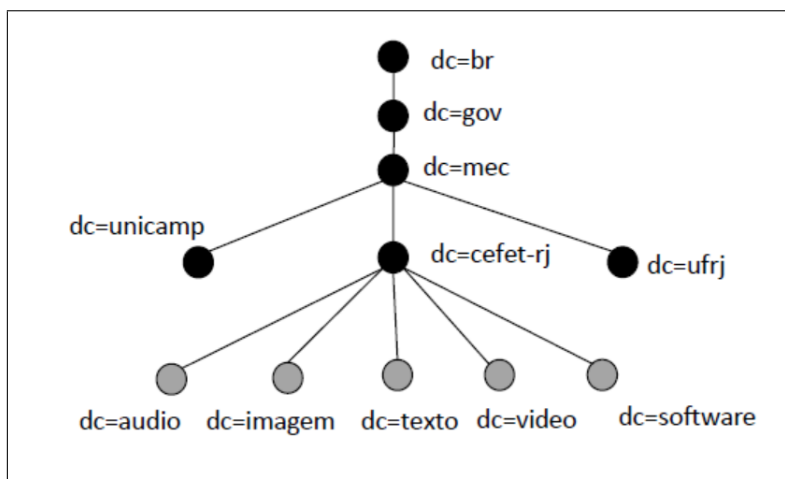 dc=br
dc=gov
dc=mec
dc=unicamp
dc=cefet-rj
dc=ufrj
dc=audio
dc=imagem
dc=texto
dc=video
dc=software